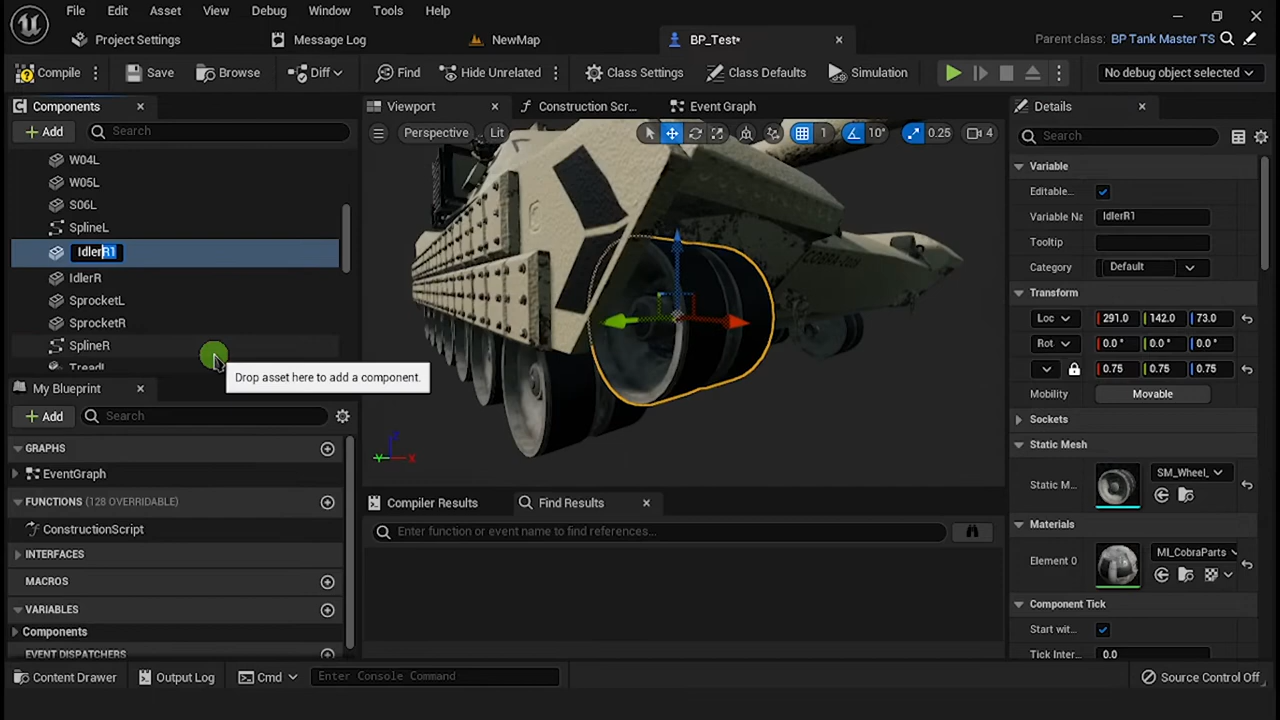 File Edit Asset View Debug Window Tools Help
Project Settings Message Log NewMap BP_Test• Parent class: BP Tank Master TS
Compile Save Browse Diff Find Hide Unrelated Class Settings Class Defaults Simulation No debug object selected
Components Viewport Construction Scr... Event Graph Details
+ Add Search Perspective Lit 1 10° 0.25 4 Search
W04L
W05L
S06L
SplineL
IdlerR1
IdlerR
SprocketL
SprocketR
SplineR
TreadL
Drop asset here to add a component.
My Blueprint
+ Add Search
GRAPHS
EventGraph
FUNCTIONS (128 OVERRIDABLE)
ConstructionScript
INTERFACES
MACROS
VARIABLES
Components
EVENT DISPATCHERS
Compiler Results Find Results
Enter function or event name to find references...
Variable
Editable...
Variable Na IdlerR1
Tooltip
Category Default
Transform
Loc 291.0 142.0 73.0
Rot 0.0 ° 0.0 ° 0.0 °
0.75 0.75 0.75
Mobility Movable
Sockets
Static Mesh
Static M... SM_Wheel_
Materials
Element 0 MI_CobraParts
Component Tick
Start wit...
Tick Inter... 0.0
Content Drawer Output Log Cmd Enter Console Command Source Control Off